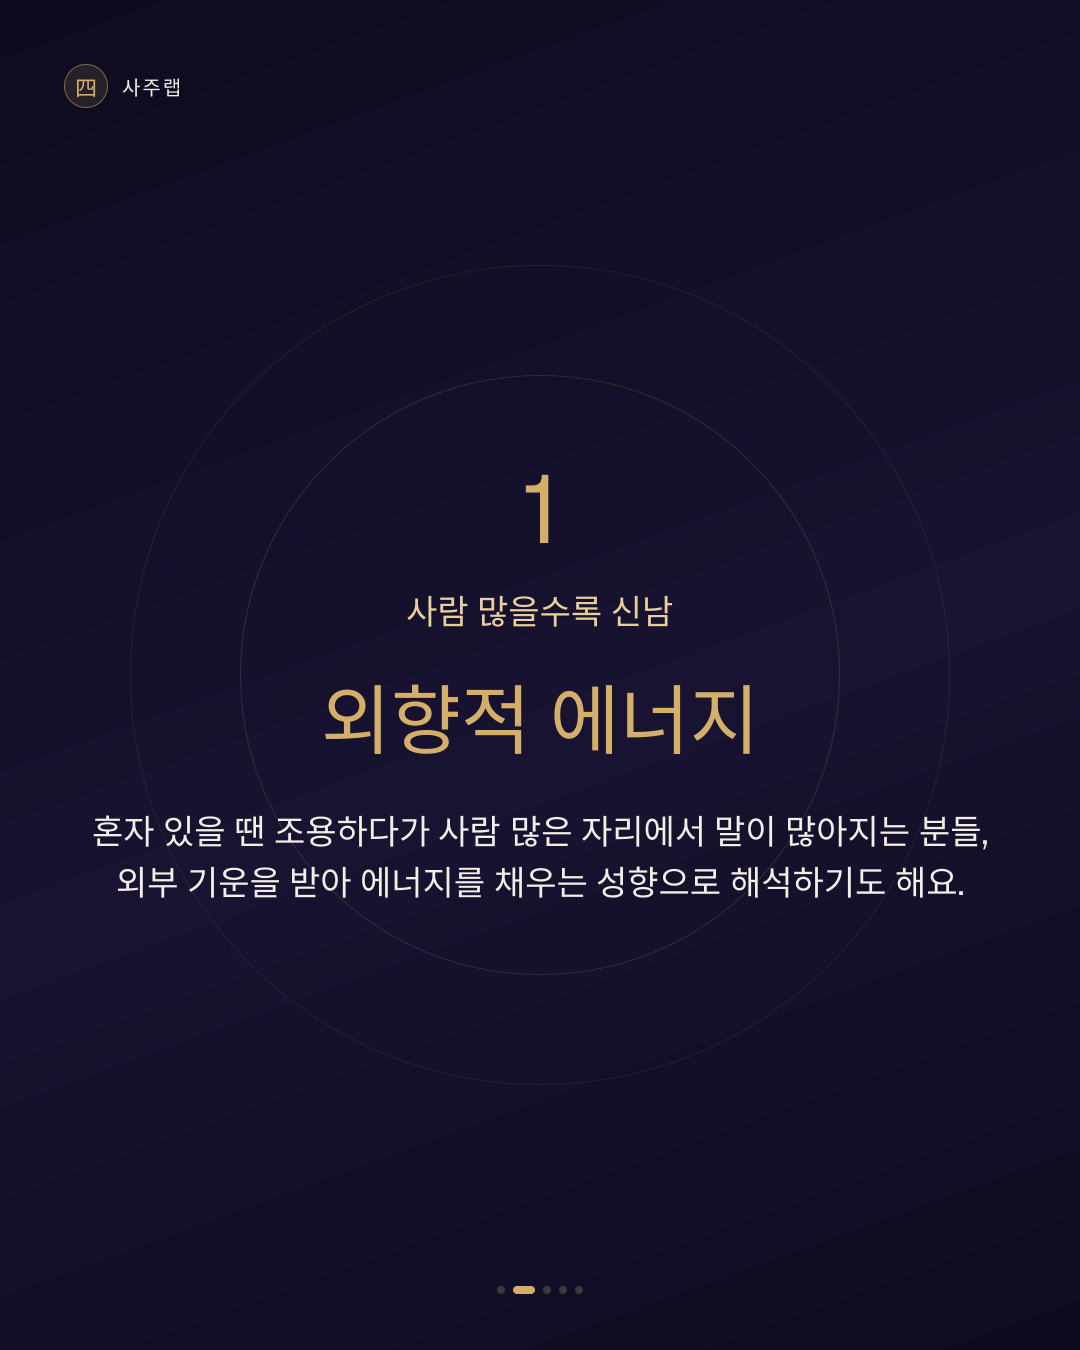 四 사주랩
1
사람 많을수록 신남
외향적 에너지
혼자 있을 땐 조용하다가 사람 많은 자리에서 말이 많아지는 분들,
외부 기운을 받아 에너지를 채우는 성향으로 해석하기도 해요.